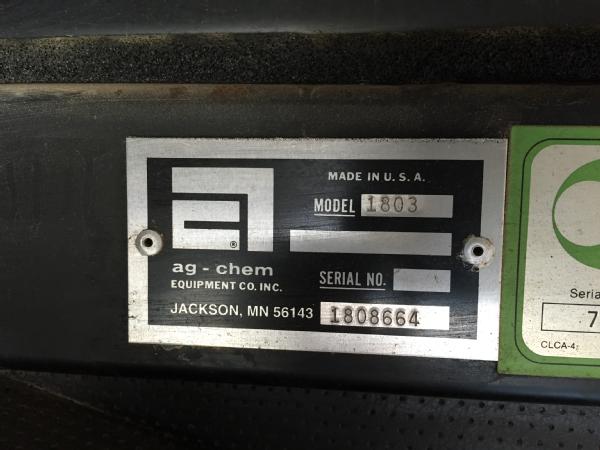 MADE IN U. S. A.
MODEL 1803
®
ag - chem
EQUIPMENT CO. INC.
SERIAL NO.
JACKSON, MN 56143 1808664
Seria
7
CLCA-4